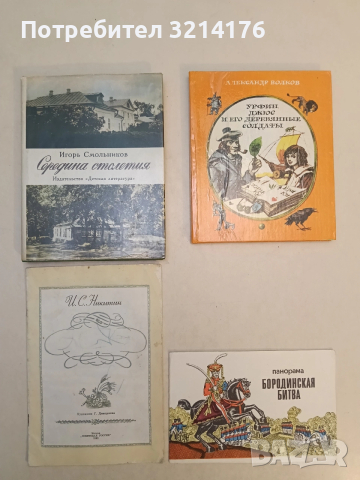 Потребител 3214176
Игорь Смольников
Середина столетия
Издательство «Детская литература»
Александр Волков
УРФИН
ДЖЮС
И ЕГО ДЕРЕВЯННЫЕ
СОЛДАТЫ
И. С. Никитин
панорама
БОРОДИНСКАЯ
БИТВА
bazar